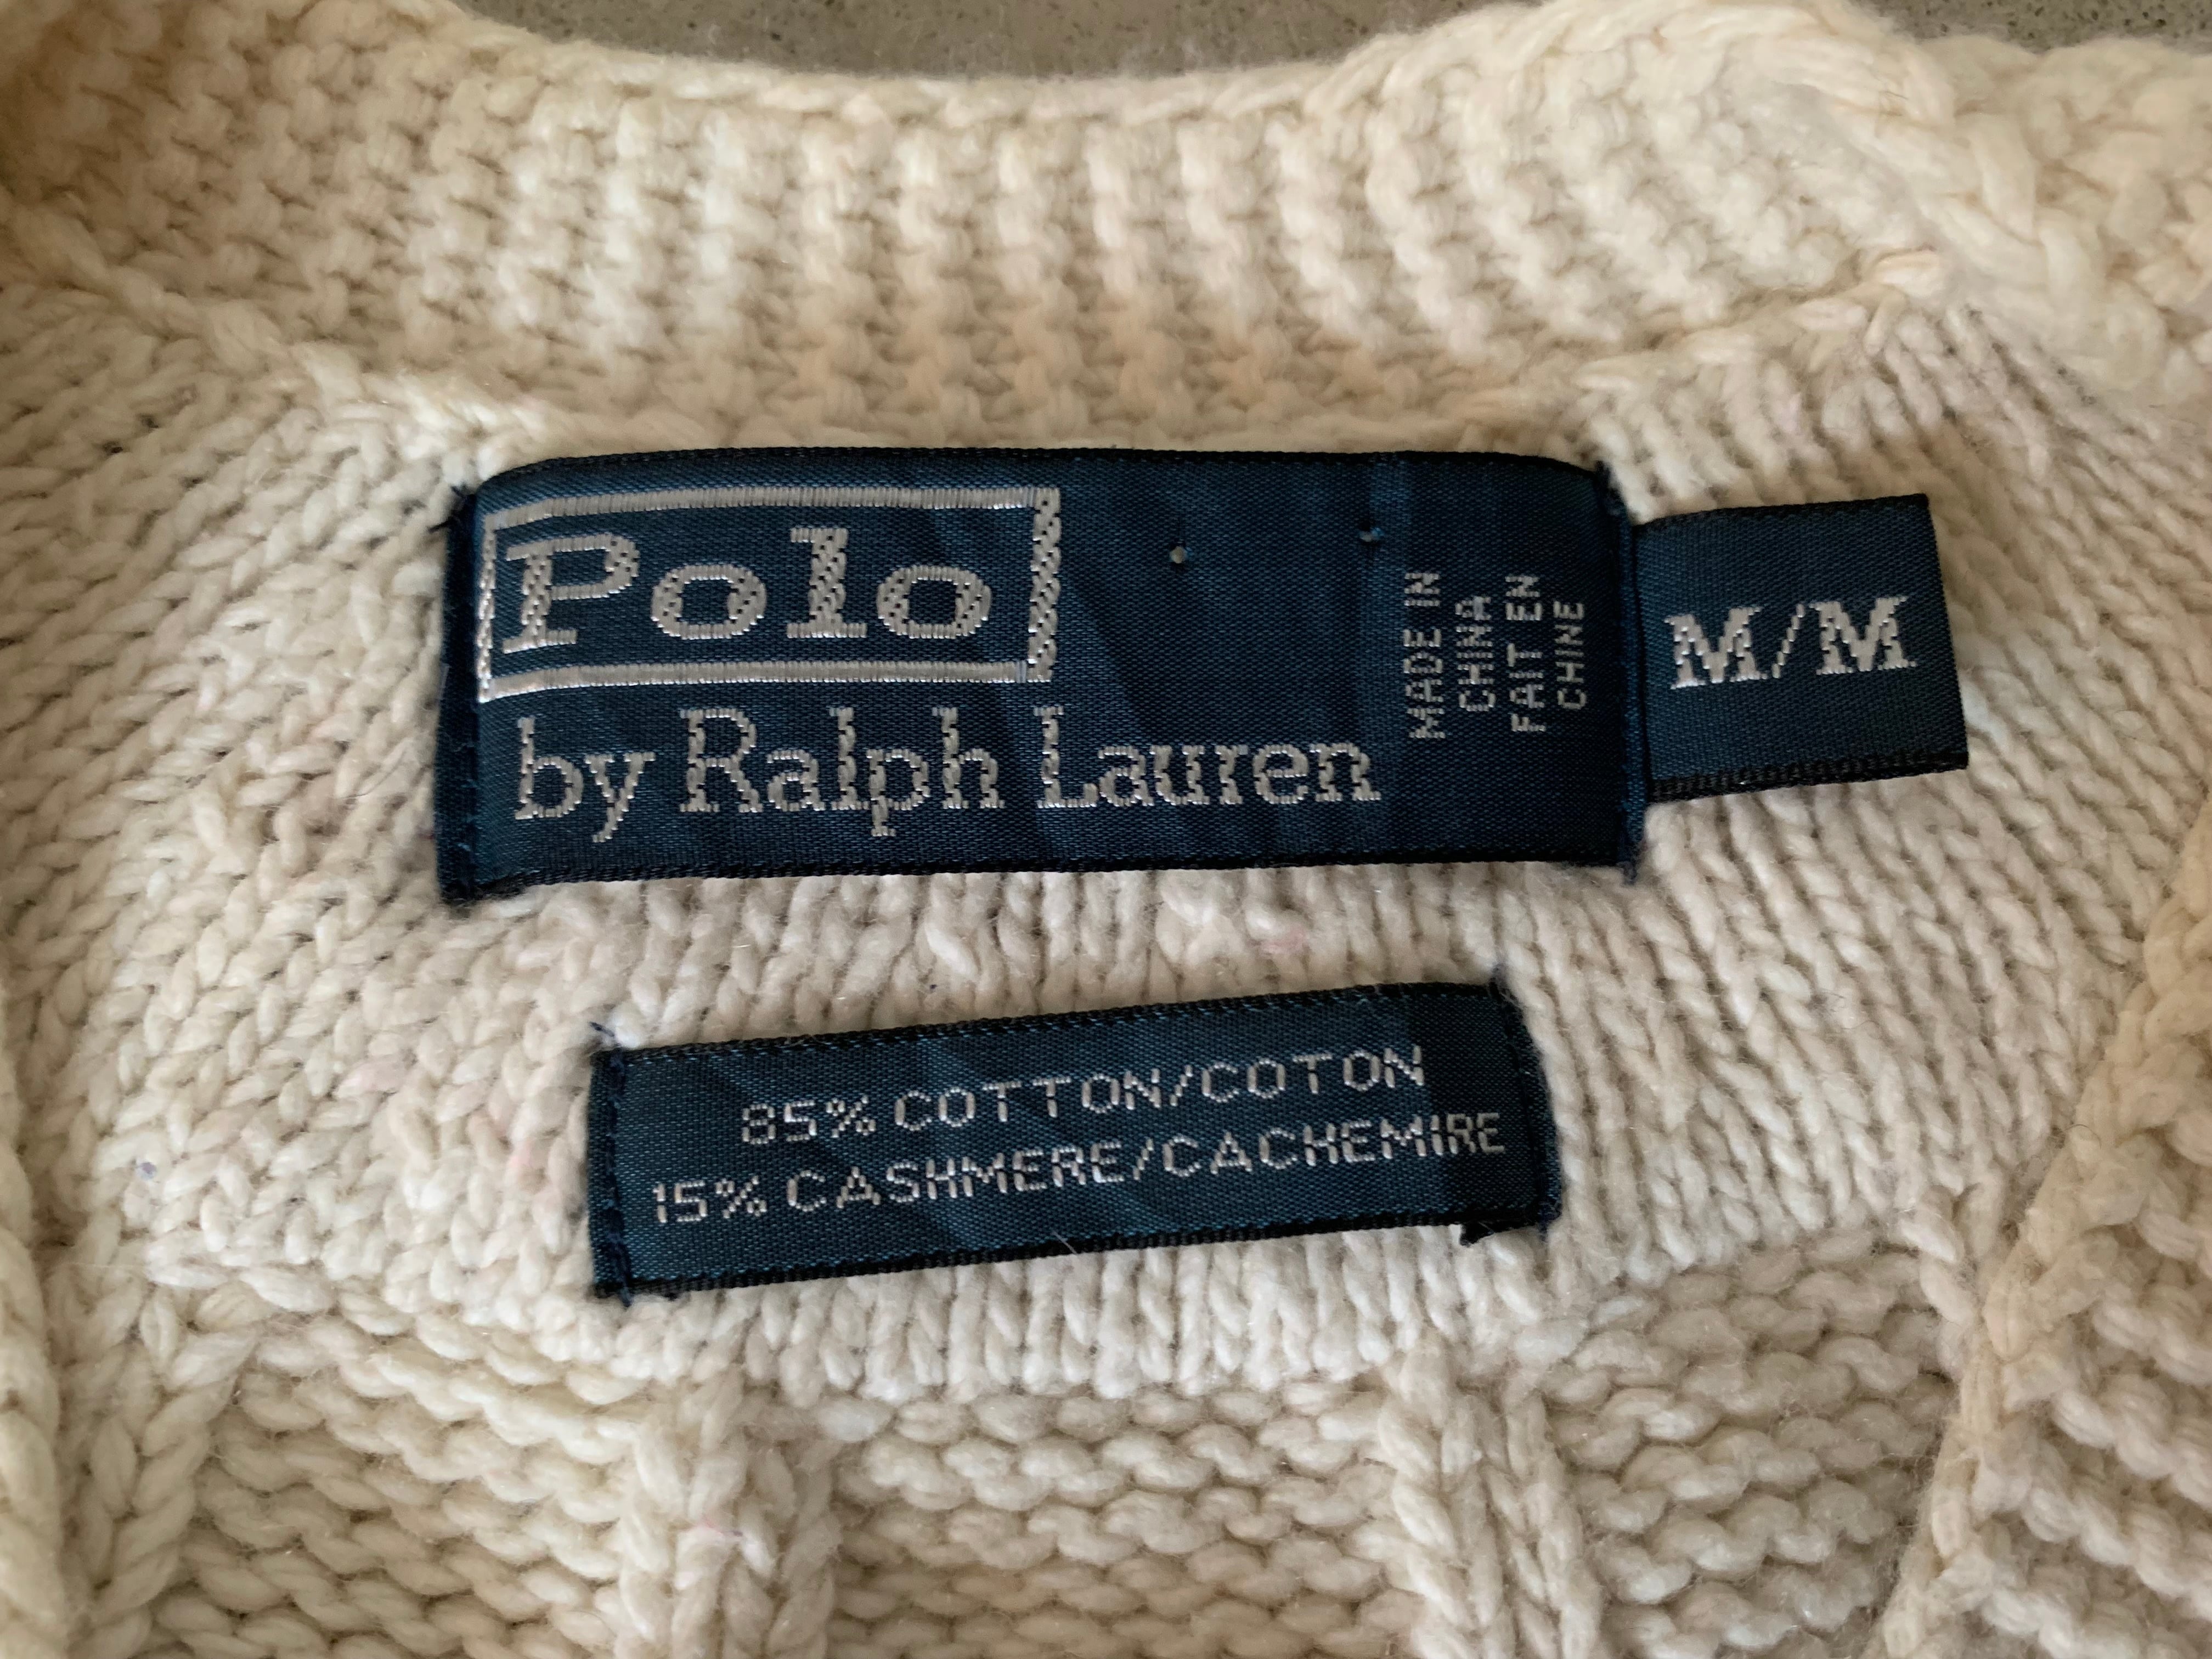 Polo
by Ralph Lauren
MADE IN
CHINA
FAIT EN
CHINE
M/M
85% COTTON/COTON
15% CASHMERE/CACHEMIRE